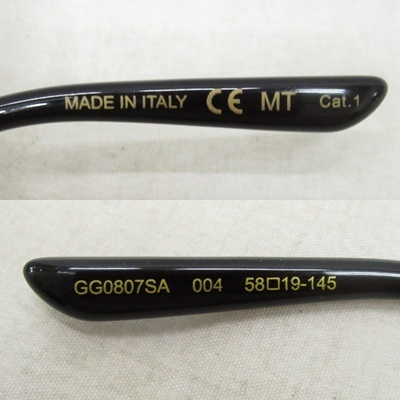 MADE IN ITALY CE MT Cat.1
GG0807SA 004 58□19-145